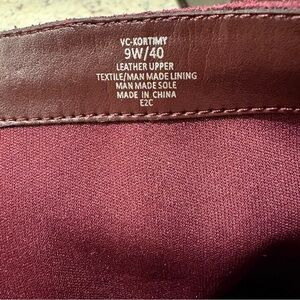 VC-KORTIMY
9W/40
LEATHER UPPER
TEXTILE/MAN MADE LINING
MAN MADE SOLE
MADE IN CHINA
E2C